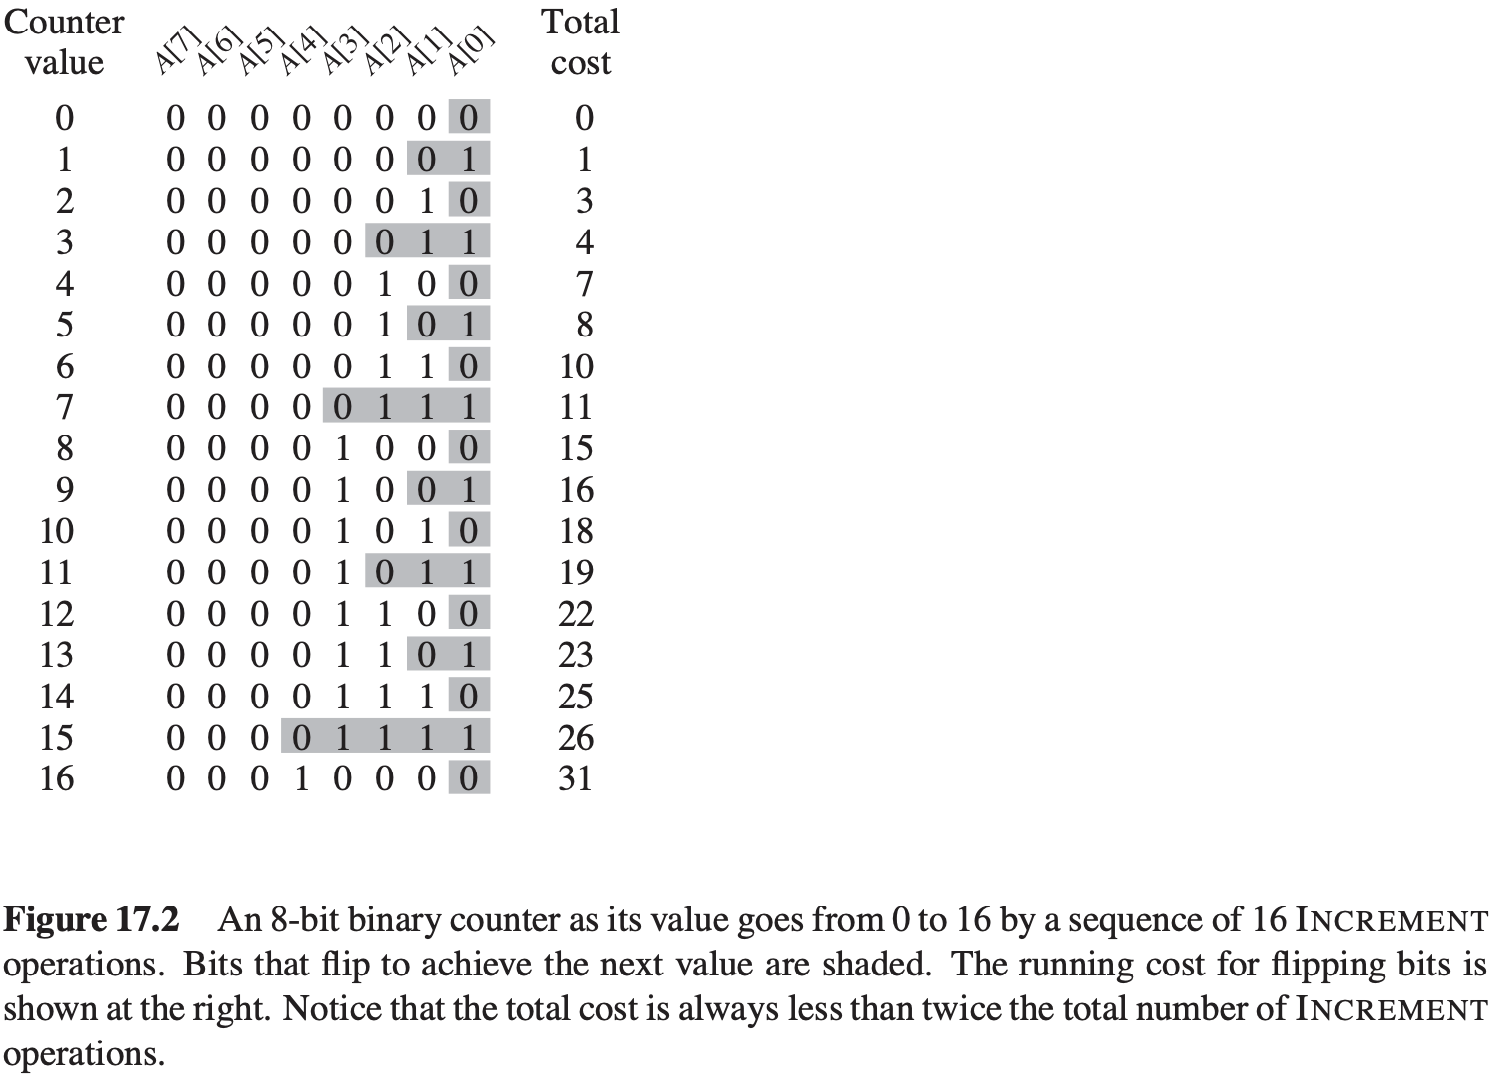 Counter value A[7] A[6] A[5] A[4] A[3] A[2] A[1] A[0] Total cost
0 0 0 0 0 0 0 0 0 0
1 0 0 0 0 0 0 0 1 1
2 0 0 0 0 0 0 1 0 3
3 0 0 0 0 0 0 1 1 4
4 0 0 0 0 0 1 0 0 7
5 0 0 0 0 0 1 0 1 8
6 0 0 0 0 0 1 1 0 10
7 0 0 0 0 0 1 1 1 11
8 0 0 0 0 1 0 0 0 15
9 0 0 0 0 1 0 0 1 16
10 0 0 0 0 1 0 1 0 18
11 0 0 0 0 1 0 1 1 19
12 0 0 0 0 1 1 0 0 22
13 0 0 0 0 1 1 0 1 23
14 0 0 0 0 1 1 1 0 25
15 0 0 0 0 1 1 1 1 26
16 0 0 0 1 0 0 0 0 31
Figure 17.2 An 8-bit binary counter as its value goes from 0 to 16 by a sequence of 16 INCREMENT
operations. Bits that flip to achieve the next value are shaded. The running cost for flipping bits is
shown at the right. Notice that the total cost is always less than twice the total number of INCREMENT
operations.